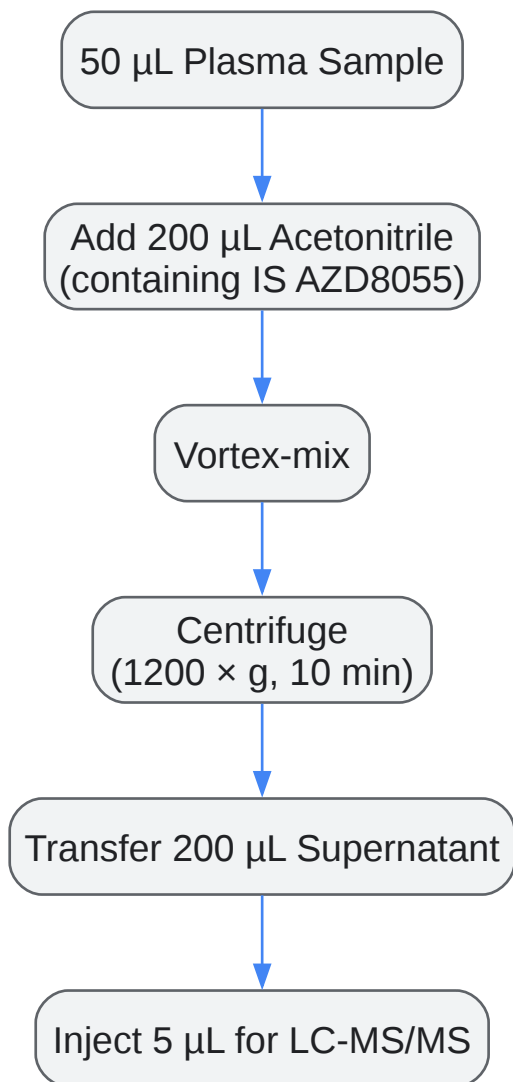 50 µL Plasma Sample
Add 200 µL Acetonitrile
(containing IS AZD8055)
Vortex-mix
Centrifuge
(1200 × g, 10 min)
Transfer 200 µL Supernatant
Inject 5 µL for LC-MS/MS